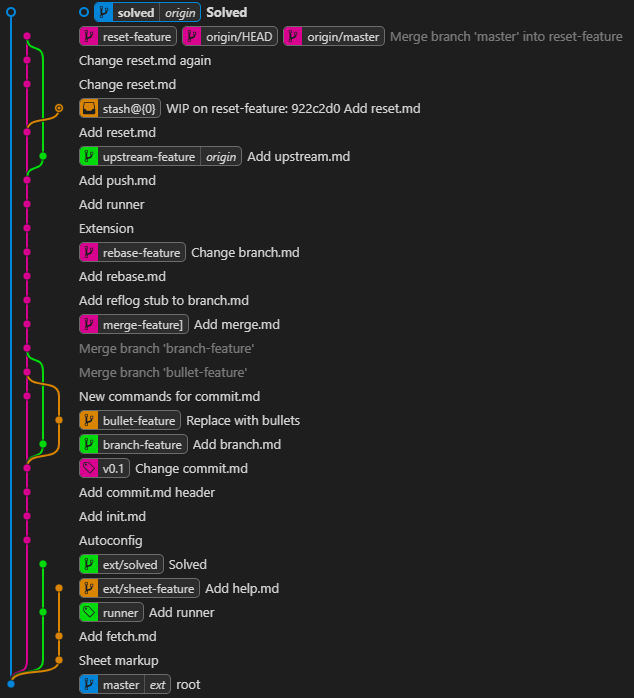 solved origin Solved
reset-feature origin/HEAD origin/master Merge branch 'master' into reset-feature
Change reset.md again
Change reset.md
stash@{0} WIP on reset-feature: 922c2d0 Add reset.md
Add reset.md
upstream-feature origin Add upstream.md
Add push.md
Add runner
Extension
rebase-feature Change branch.md
Add rebase.md
Add reflog stub to branch.md
merge-feature] Add merge.md
Merge branch 'branch-feature'
Merge branch 'bullet-feature'
New commands for commit.md
bullet-feature Replace with bullets
branch-feature Add branch.md
v0.1 Change commit.md
Add commit.md header
Add init.md
Autoconfig
ext/solved Solved
ext/sheet-feature Add help.md
runner Add runner
Add fetch.md
Sheet markup
master ext root